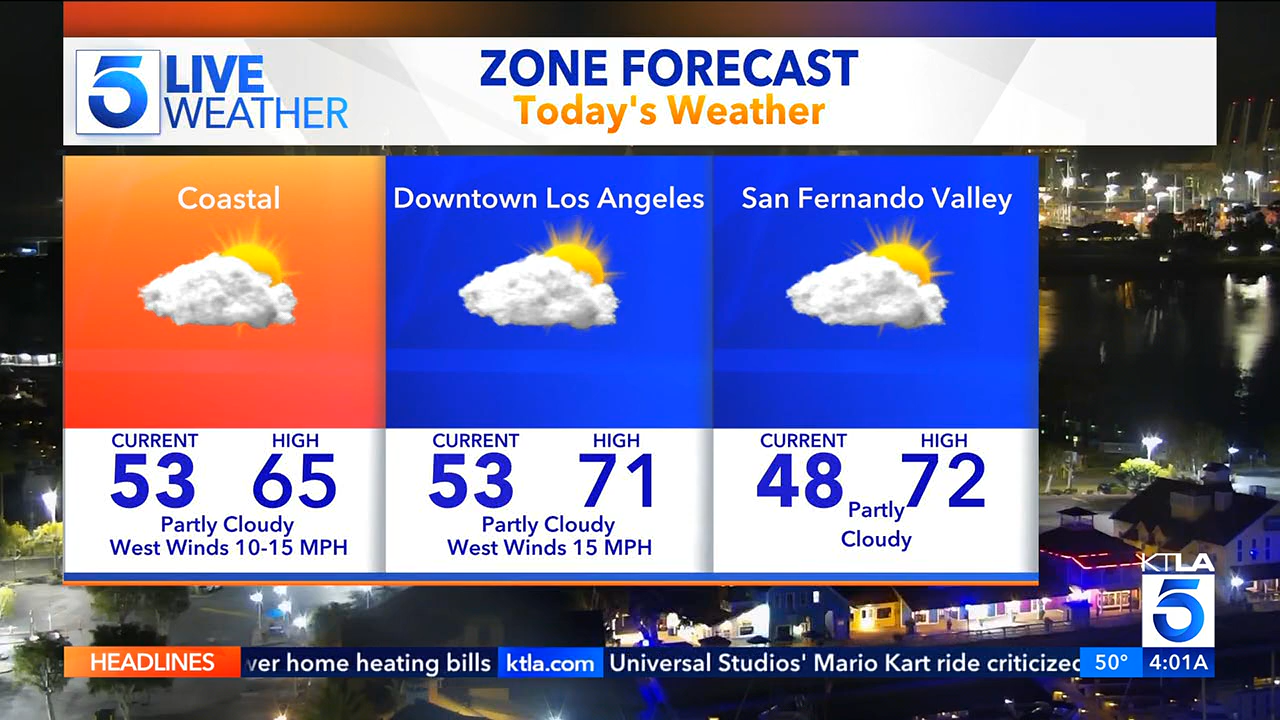 5 LIVE WEATHER
ZONE FORECAST
Today's Weather
Coastal
CURRENT HIGH
53 65
Partly Cloudy
West Winds 10-15 MPH
Downtown Los Angeles
CURRENT HIGH
53 71
Partly Cloudy
West Winds 15 MPH
San Fernando Valley
CURRENT HIGH
48 72
Partly
Cloudy
KTLA
5
HEADLINES ver home heating bills ktla.com Universal Studios' Mario Kart ride criticized 50° 4:01A